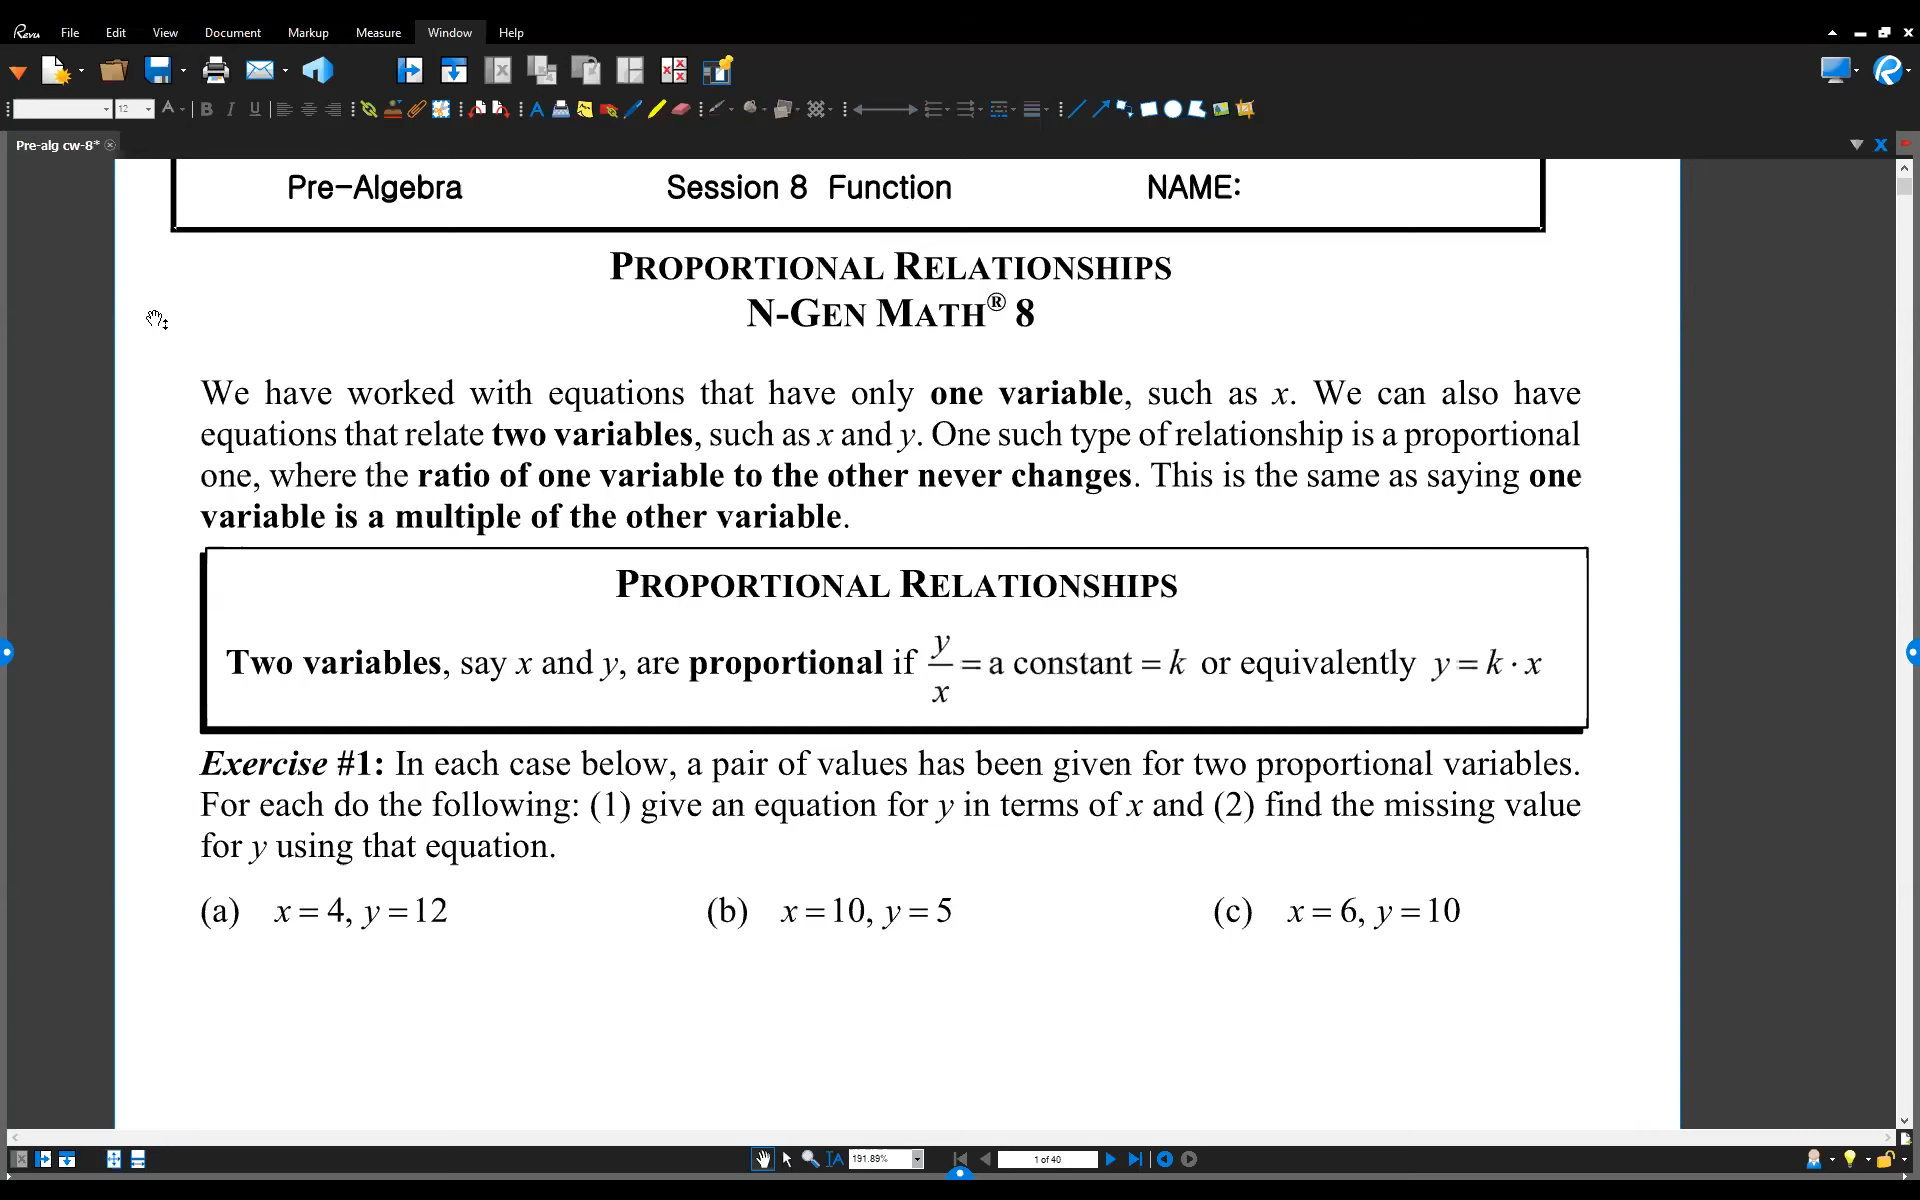 Revu File Edit View Document Markup Measure Window Help
12
Pre-alg cw-8*
Pre-Algebra Session 8 Function NAME:
PROPORTIONAL RELATIONSHIPS
N-GEN MATH® 8
We have worked with equations that have only one variable, such as x. We can also have
equations that relate two variables, such as x and y. One such type of relationship is a proportional
one, where the ratio of one variable to the other never changes. This is the same as saying one
variable is a multiple of the other variable.
PROPORTIONAL RELATIONSHIPS
Two variables, say x and y, are proportional if y/x = a constant = k or equivalently y = k · x
Exercise #1: In each case below, a pair of values has been given for two proportional variables.
For each do the following: (1) give an equation for y in terms of x and (2) find the missing value
for y using that equation.
(a) x = 4, y = 12 (b) x = 10, y = 5 (c) x = 6, y = 10
191.89% 1 of 40